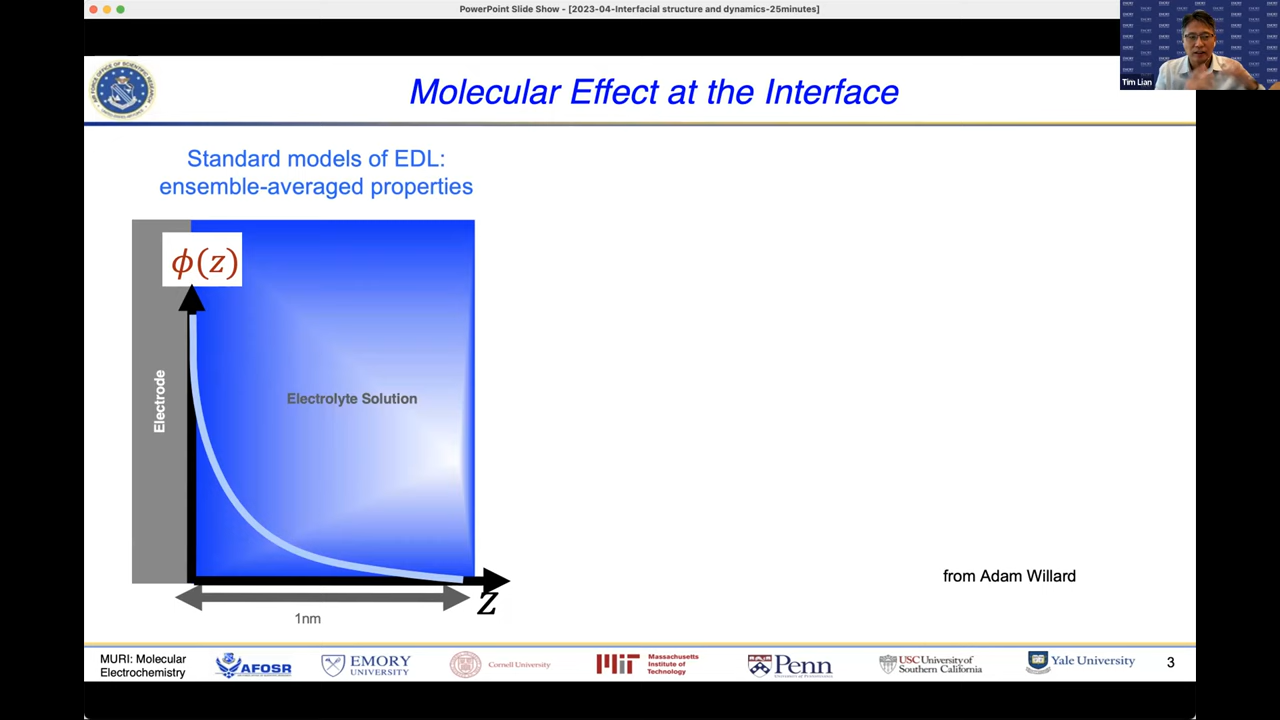 PowerPoint Slide Show - [2023-04-Interfacial structure and dynamics-25minutes]
Tim Lian
Molecular Effect at the Interface
Standard models of EDL:
ensemble-averaged properties
ϕ(z)
Electrode
Electrolyte Solution
z
1nm
from Adam Willard
MURI: Molecular
Electrochemistry
AFOSR
EMORY
UNIVERSITY
Cornell University
MIT
Massachusetts
Institute of
Technology
Penn
USC University of
Southern California
Yale University
3